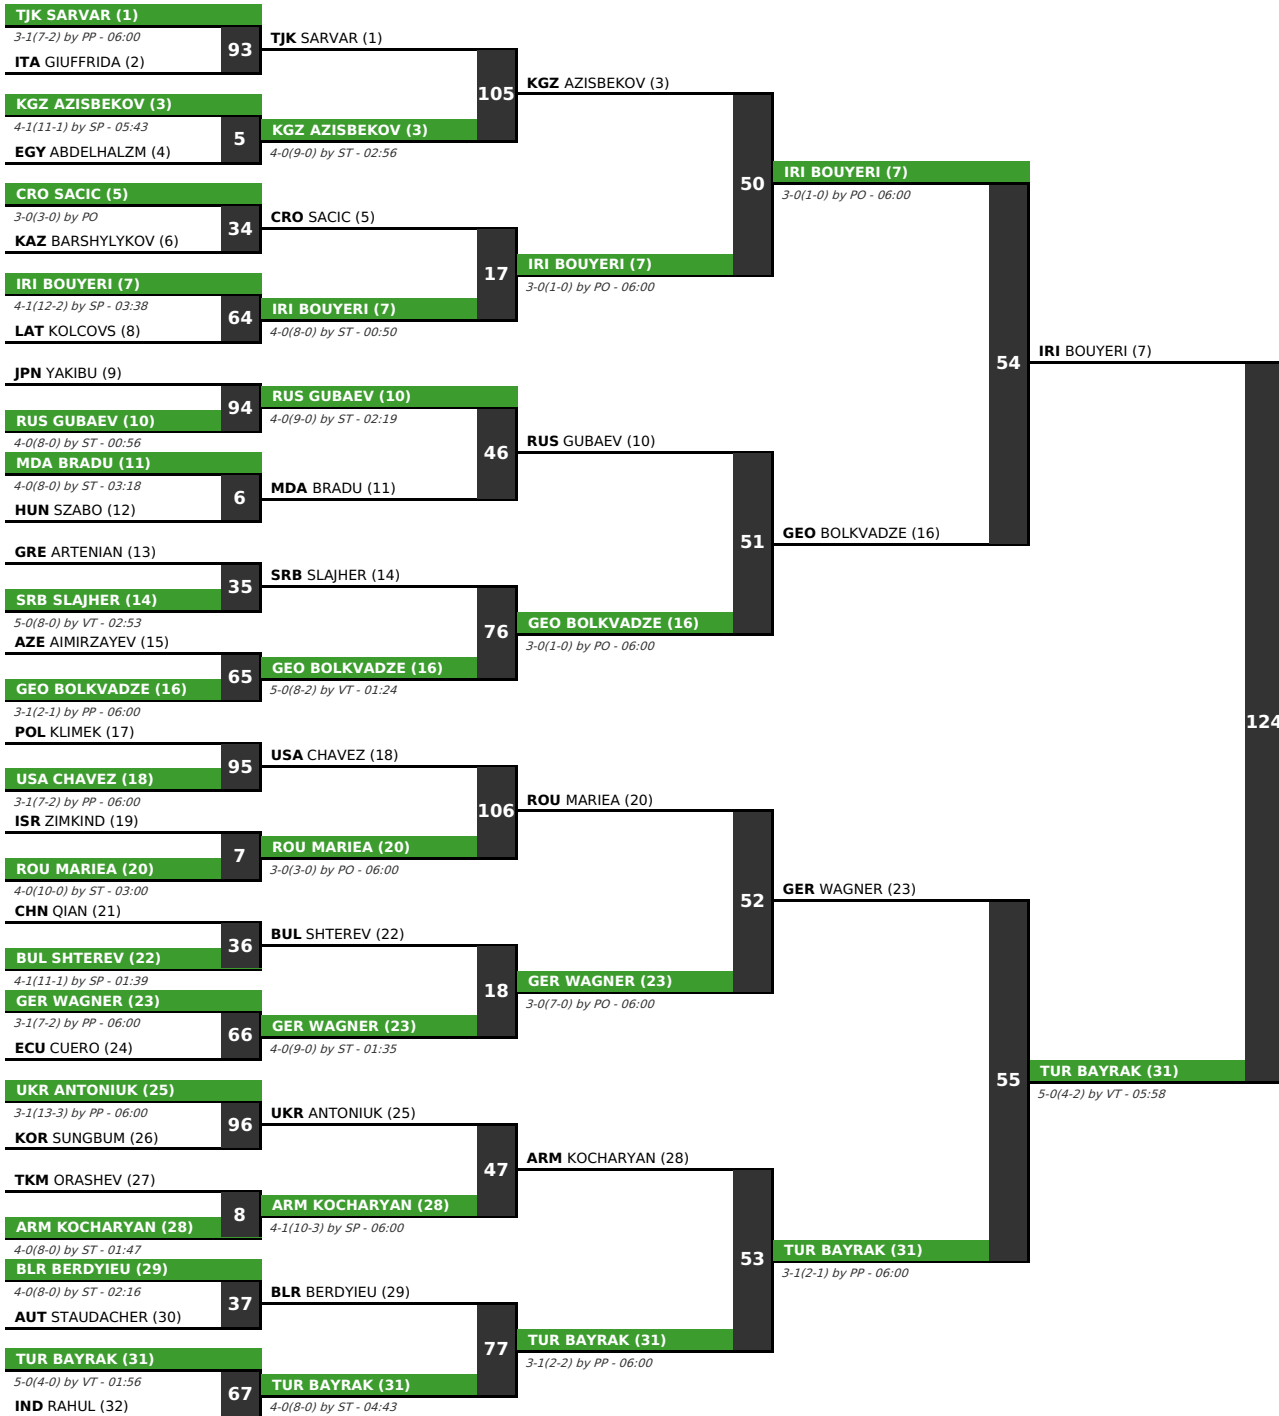 TJK SARVAR (1)
3-1(7-2) by PP - 06:00
ITA GIUFFRIDA (2)
93
KGZ AZISBEKOV (3)
4-1(11-1) by SP - 05:43
EGY ABDELHALZM (4)
5
CRO SACIC (5)
3-0(3-0) by PO
KAZ BARSHYLYKOV (6)
34
IRI BOUYERI (7)
4-1(12-2) by SP - 03:38
LAT KOLCOVS (8)
64
JPN YAKIBU (9)
94
RUS GUBAEV (10)
4-0(8-0) by ST - 00:56
MDA BRADU (11)
4-0(8-0) by ST - 03:18
HUN SZABO (12)
6
GRE ARTENIAN (13)
35
SRB SLAJHER (14)
5-0(8-0) by VT - 02:53
AZE AIMIRZAYEV (15)
65
GEO BOLKVADZE (16)
3-1(2-1) by PP - 06:00
POL KLIMEK (17)
95
USA CHAVEZ (18)
3-1(7-2) by PP - 06:00
ISR ZIMKIND (19)
7
ROU MARIEA (20)
4-0(10-0) by ST - 03:00
CHN QIAN (21)
36
BUL SHTEREV (22)
4-1(11-1) by SP - 01:39
GER WAGNER (23)
3-1(7-2) by PP - 06:00
ECU CUERO (24)
66
UKR ANTONIUK (25)
3-1(13-3) by PP - 06:00
KOR SUNGBUM (26)
96
TKM ORASHEV (27)
8
ARM KOCHARYAN (28)
4-0(8-0) by ST - 01:47
BLR BERDYIEU (29)
4-0(8-0) by ST - 02:16
AUT STAUDACHER (30)
37
TUR BAYRAK (31)
5-0(4-0) by VT - 01:56
IND RAHUL (32)
67
TJK SARVAR (1)
105
KGZ AZISBEKOV (3)
4-0(9-0) by ST - 02:56
CRO SACIC (5)
17
IRI BOUYERI (7)
4-0(8-0) by ST - 00:50
RUS GUBAEV (10)
4-0(9-0) by ST - 02:19
46
MDA BRADU (11)
SRB SLAJHER (14)
76
GEO BOLKVADZE (16)
5-0(8-2) by VT - 01:24
USA CHAVEZ (18)
106
ROU MARIEA (20)
3-0(3-0) by PO - 06:00
BUL SHTEREV (22)
18
GER WAGNER (23)
4-0(9-0) by ST - 01:35
UKR ANTONIUK (25)
47
ARM KOCHARYAN (28)
4-1(10-3) by SP - 06:00
BLR BERDYIEU (29)
77
TUR BAYRAK (31)
4-0(8-0) by ST - 04:43
KGZ AZISBEKOV (3)
50
IRI BOUYERI (7)
3-0(1-0) by PO - 06:00
RUS GUBAEV (10)
51
GEO BOLKVADZE (16)
3-0(1-0) by PO - 06:00
ROU MARIEA (20)
52
GER WAGNER (23)
3-0(7-0) by PO - 06:00
ARM KOCHARYAN (28)
53
TUR BAYRAK (31)
3-1(2-2) by PP - 06:00
IRI BOUYERI (7)
3-0(1-0) by PO - 06:00
54
GEO BOLKVADZE (16)
GER WAGNER (23)
55
TUR BAYRAK (31)
3-1(2-1) by PP - 06:00
IRI BOUYERI (7)
124
TUR BAYRAK (31)
5-0(4-2) by VT - 05:58